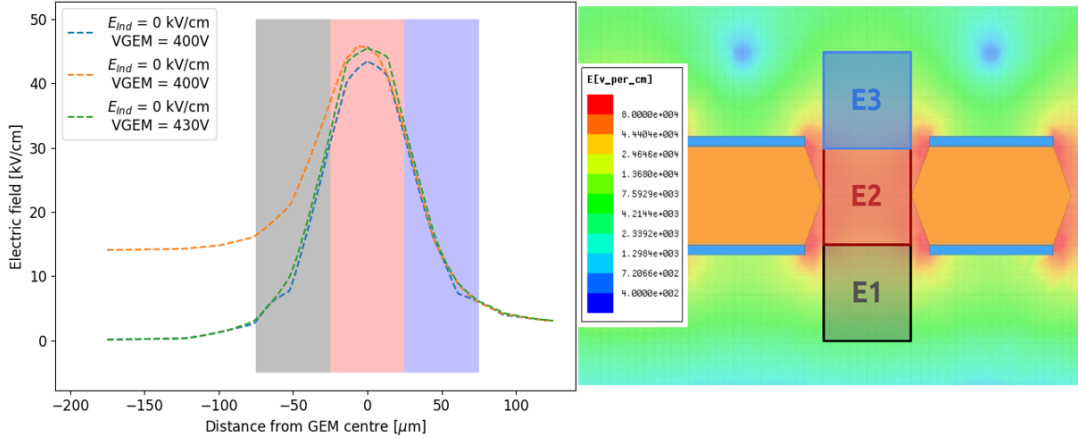 50
40
30
20
10
0
Electric field [kV/cm]
E_Ind = 0 kV/cm
VGEM = 400V
E_Ind = 0 kV/cm
VGEM = 400V
E_Ind = 0 kV/cm
VGEM = 430V
−200
−150
−100
−50
0
50
100
Distance from GEM centre [μm]
E[v_per_cm]
8.0000e+004
4.4404e+004
2.4646e+004
1.3680e+004
7.5929e+003
4.2144e+003
2.3392e+003
1.2984e+003
7.2066e+002
4.0000e+002
E3
E2
E1